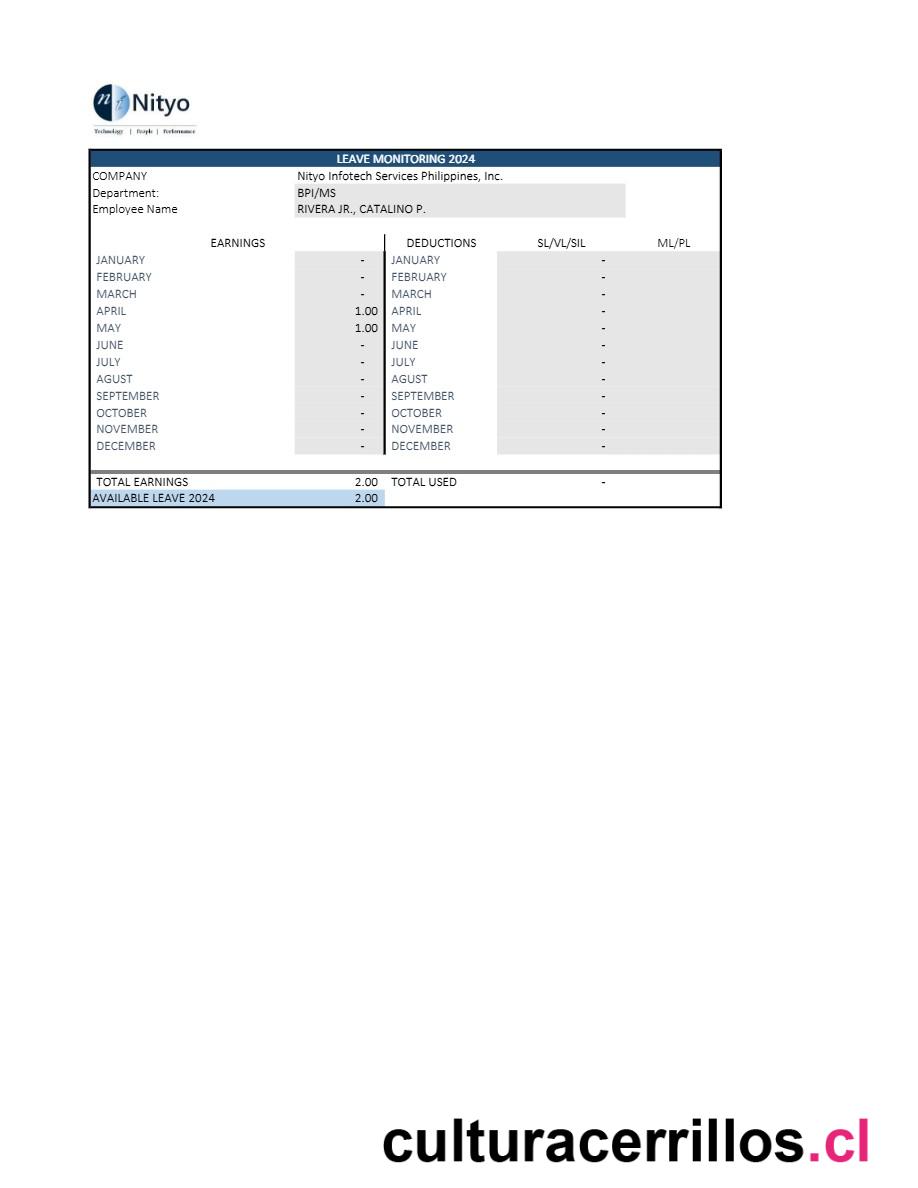 ni Nityo
Technology | People | Performance
LEAVE MONITORING 2024
COMPANY Nityo Infotech Services Philippines, Inc.
Department: BPI/MS
Employee Name RIVERA JR., CATALINO P.
EARNINGS DEDUCTIONS SL/VL/SIL ML/PL
JANUARY - JANUARY -
FEBRUARY - FEBRUARY -
MARCH - MARCH -
APRIL 1.00 APRIL -
MAY 1.00 MAY -
JUNE - JUNE -
JULY - JULY -
AGUST - AGUST -
SEPTEMBER - SEPTEMBER -
OCTOBER - OCTOBER -
NOVEMBER - NOVEMBER -
DECEMBER - DECEMBER -
TOTAL EARNINGS 2.00 TOTAL USED -
AVAILABLE LEAVE 2024 2.00
culturacerrillos.cl